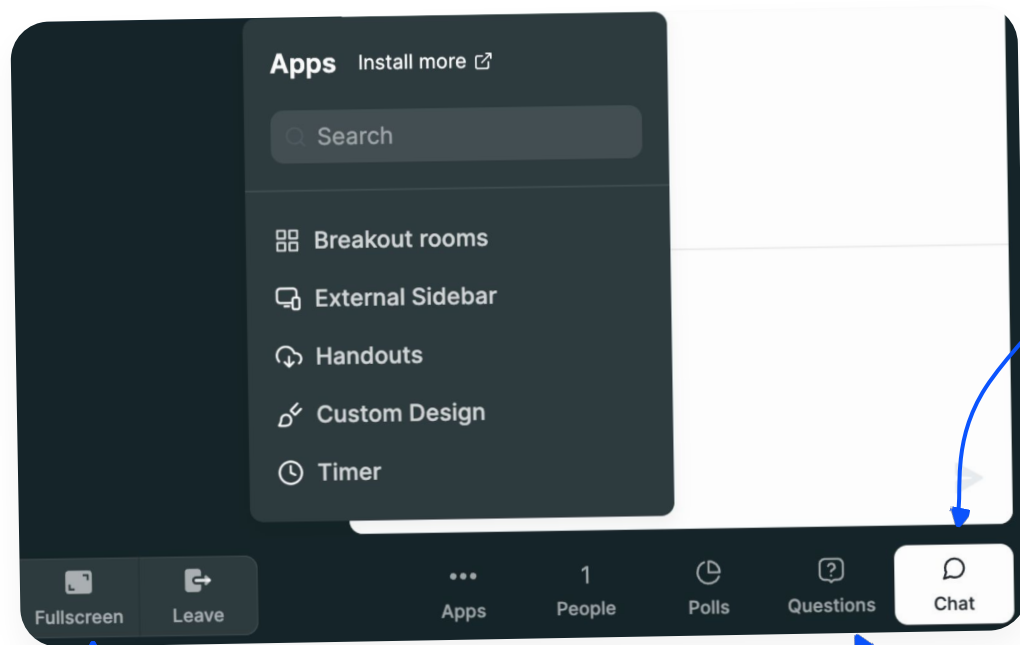 Apps Install more
Search
Breakout rooms
External Sidebar
Handouts
Custom Design
Timer
Fullscreen
Leave
Apps
1
People
Polls
Questions
Chat